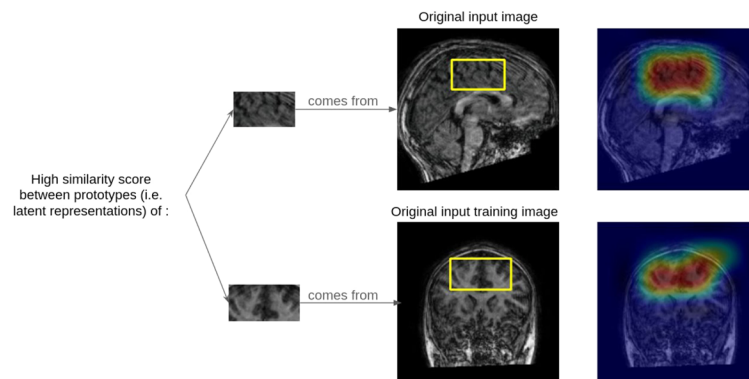 Original input image
comes from
High similarity score
between prototypes (i.e.
latent representations) of :
Original input training image
comes from